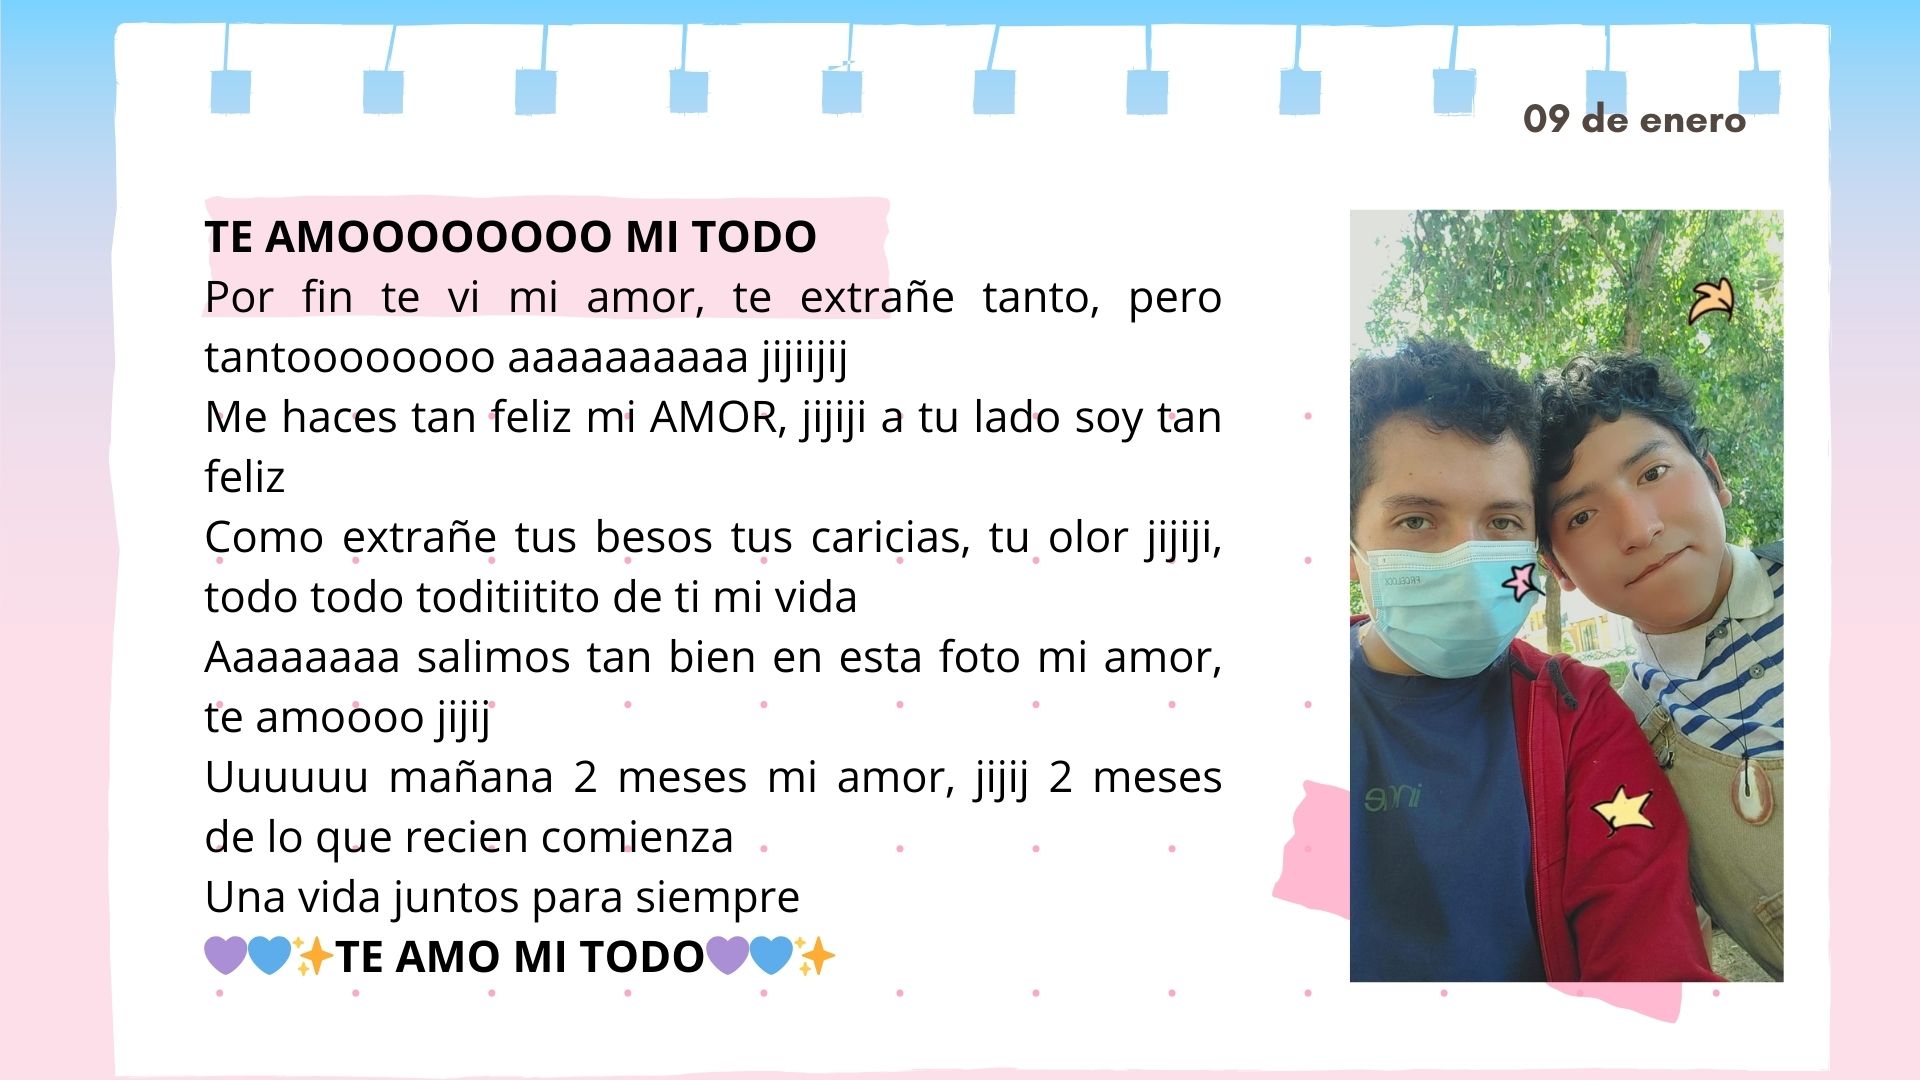 09 de enero
TE AMOOOOOOOO MI TODO
Por fin te vi mi amor, te extrañe tanto, pero
tantoooooooo aaaaaaaaaa jijiijij
Me haces tan feliz mi AMOR, jijiji a tu lado soy tan
feliz
Como extrañe tus besos tus caricias, tu olor jijiji,
todo todo toditiitito de ti mi vida
Aaaaaaaa salimos tan bien en esta foto mi amor,
te amoooo jijij
Uuuuuu mañana 2 meses mi amor, jijij 2 meses
de lo que recien comienza
Una vida juntos para siempre
💜💙✨TE AMO MI TODO💜💙✨